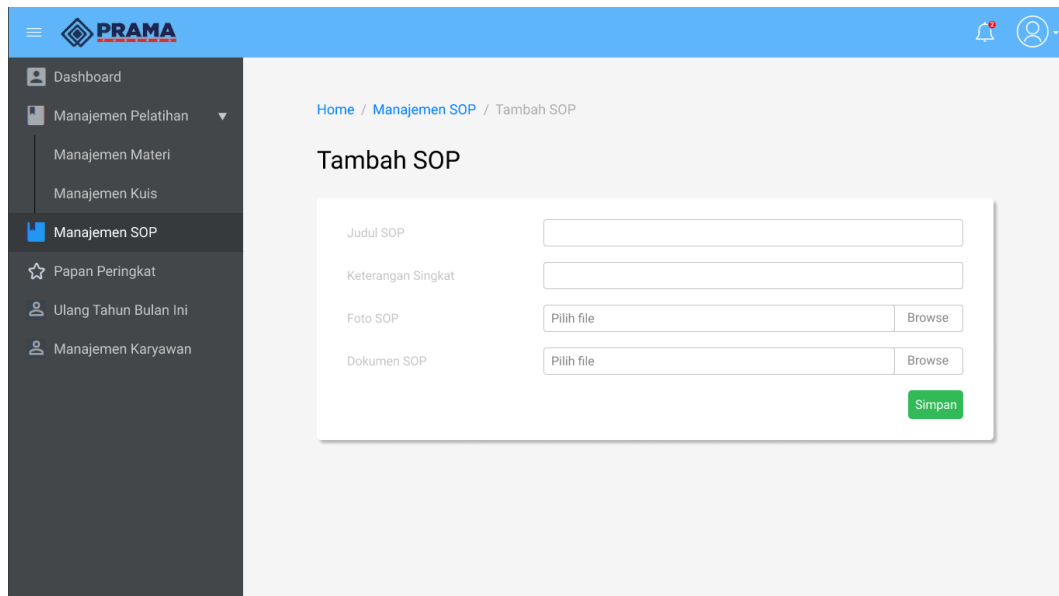 PRAMA
2
Dashboard
Manajemen Pelatihan
Manajemen Materi
Manajemen Kuis
Manajemen SOP
Papan Peringkat
Ulang Tahun Bulan Ini
Manajemen Karyawan
Home / Manajemen SOP / Tambah SOP
Tambah SOP
Judul SOP
Keterangan Singkat
Foto SOP Pilih file Browse
Dokumen SOP Pilih file Browse
Simpan